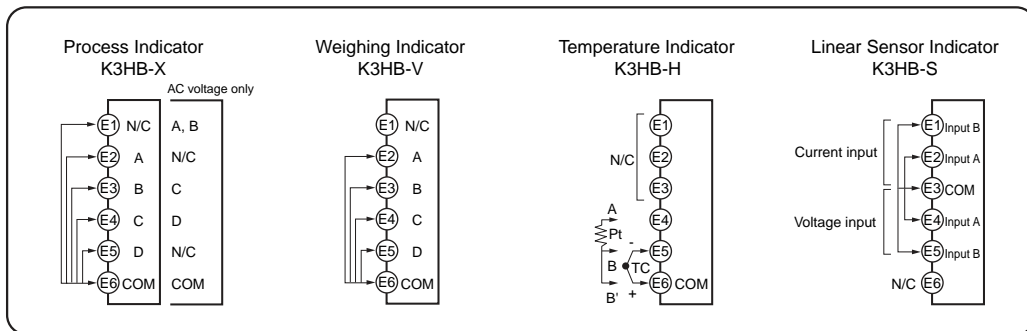 Process Indicator
K3HB-X
AC voltage only
E1 N/C A, B
E2 A N/C
E3 B C
E4 C D
E5 D N/C
E6 COM COM
Weighing Indicator
K3HB-V
E1 N/C
E2 A
E3 B
E4 C
E5 D
E6 COM
Temperature Indicator
K3HB-H
E1
N/C E2
E3
A E4
Pt
- E5
B TC
E6 COM
B' +
Linear Sensor Indicator
K3HB-S
E1 Input B
Current input
E2 Input A
E3 COM
Voltage input
E4 Input A
E5 Input B
N/C E6